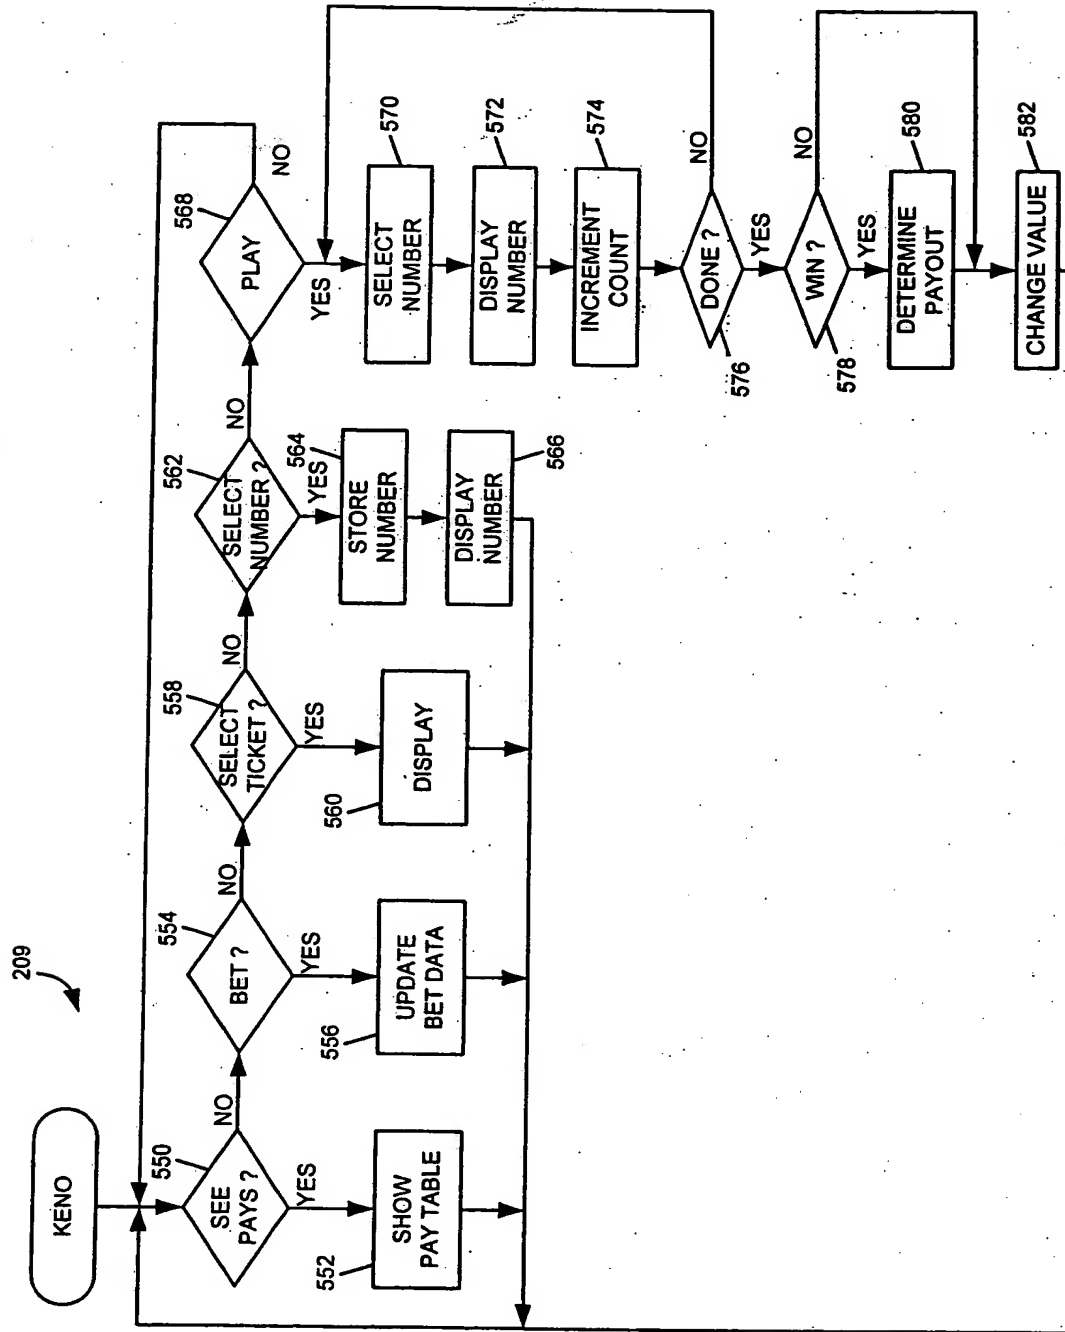 209
KENO
550
SEE
PAYS ?
NO
YES
552
SHOW
PAY TABLE
554
BET ?
NO
YES
556
UPDATE
BET DATA
558
SELECT
TICKET ?
NO
YES
560
DISPLAY
562
SELECT
NUMBER ?
NO
YES
564
STORE
NUMBER
566
DISPLAY
NUMBER
568
PLAY
NO
YES
570
SELECT
NUMBER
572
DISPLAY
NUMBER
574
INCREMENT
COUNT
576
DONE ?
NO
YES
578
WIN ?
NO
YES
580
DETERMINE
PAYOUT
582
CHANGE VALUE